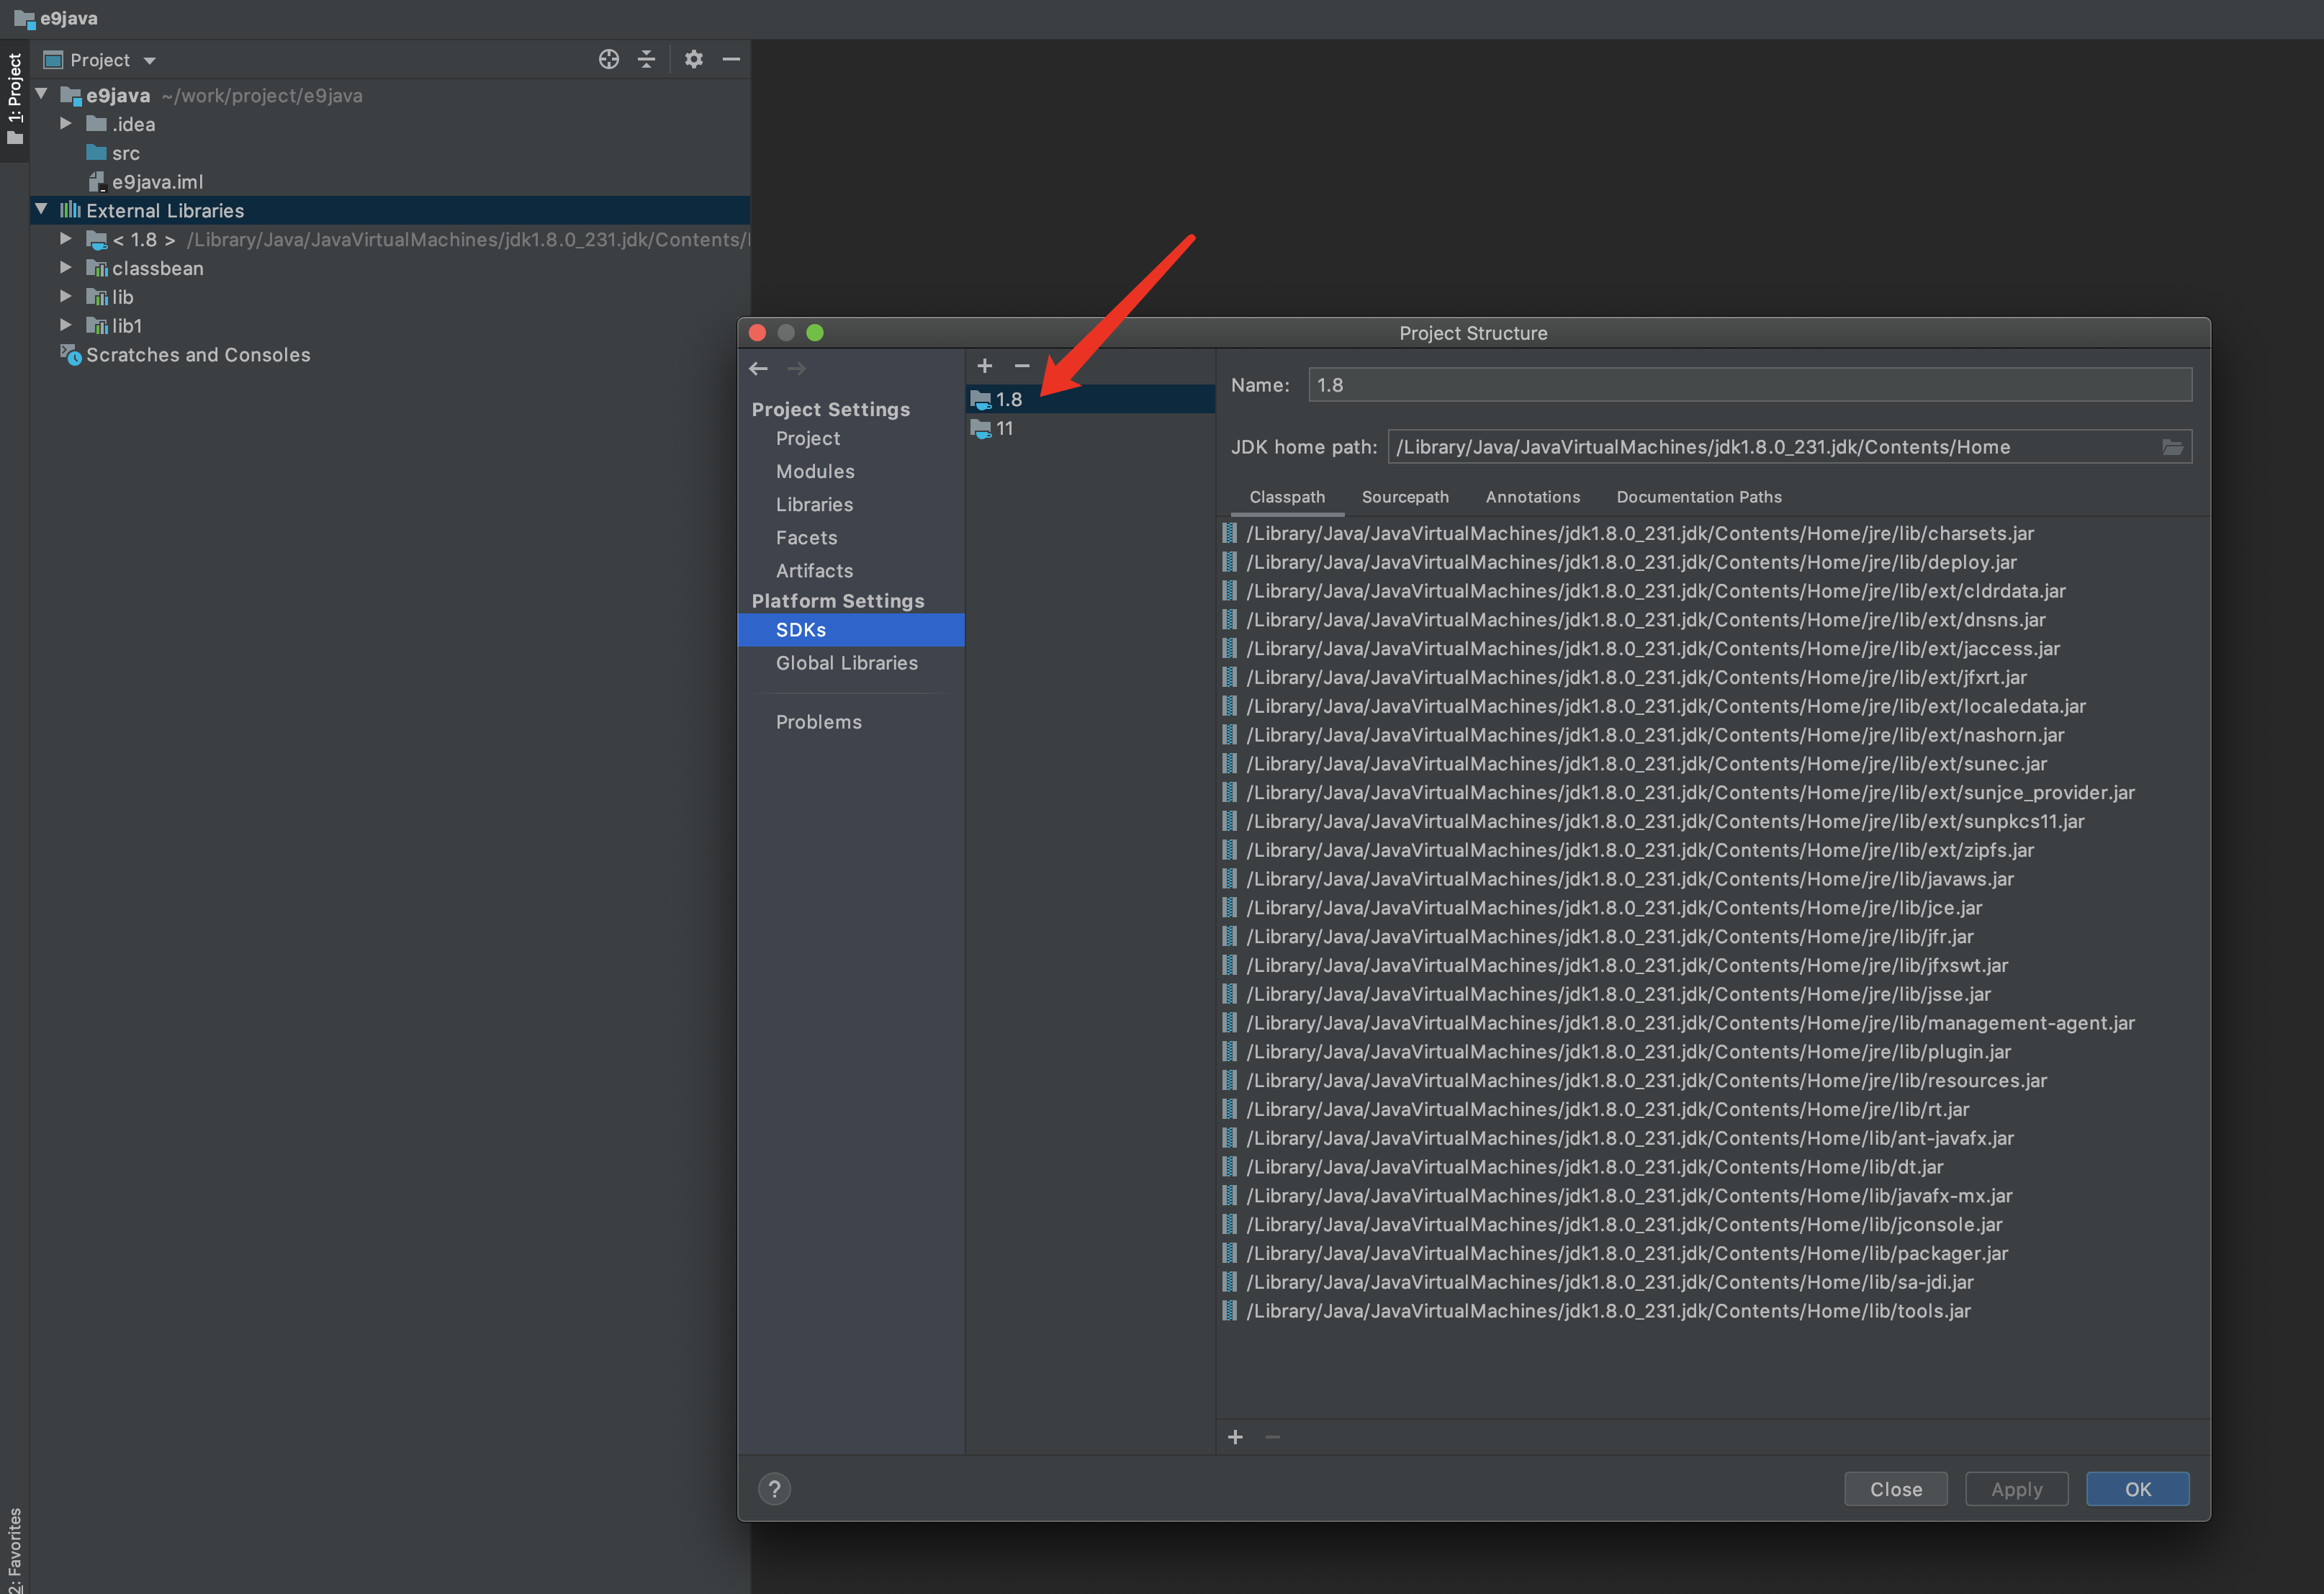 e9java
1: Project
Project
e9java ~/work/project/e9java
.idea
src
e9java.iml
External Libraries
< 1.8 > /Library/Java/JavaVirtualMachines/jdk1.8.0_231.jdk/Contents/
classbean
lib
lib1
Scratches and Consoles
2: Favorites
Project Structure
Project Settings
Project
Modules
Libraries
Facets
Artifacts
Platform Settings
SDKs
Global Libraries
Problems
1.8
11
Name: 1.8
JDK home path: /Library/Java/JavaVirtualMachines/jdk1.8.0_231.jdk/Contents/Home
Classpath Sourcepath Annotations Documentation Paths
/Library/Java/JavaVirtualMachines/jdk1.8.0_231.jdk/Contents/Home/jre/lib/charsets.jar
/Library/Java/JavaVirtualMachines/jdk1.8.0_231.jdk/Contents/Home/jre/lib/deploy.jar
/Library/Java/JavaVirtualMachines/jdk1.8.0_231.jdk/Contents/Home/jre/lib/ext/cldrdata.jar
/Library/Java/JavaVirtualMachines/jdk1.8.0_231.jdk/Contents/Home/jre/lib/ext/dnsns.jar
/Library/Java/JavaVirtualMachines/jdk1.8.0_231.jdk/Contents/Home/jre/lib/ext/jaccess.jar
/Library/Java/JavaVirtualMachines/jdk1.8.0_231.jdk/Contents/Home/jre/lib/ext/jfxrt.jar
/Library/Java/JavaVirtualMachines/jdk1.8.0_231.jdk/Contents/Home/jre/lib/ext/localedata.jar
/Library/Java/JavaVirtualMachines/jdk1.8.0_231.jdk/Contents/Home/jre/lib/ext/nashorn.jar
/Library/Java/JavaVirtualMachines/jdk1.8.0_231.jdk/Contents/Home/jre/lib/ext/sunec.jar
/Library/Java/JavaVirtualMachines/jdk1.8.0_231.jdk/Contents/Home/jre/lib/ext/sunjce_provider.jar
/Library/Java/JavaVirtualMachines/jdk1.8.0_231.jdk/Contents/Home/jre/lib/ext/sunpkcs11.jar
/Library/Java/JavaVirtualMachines/jdk1.8.0_231.jdk/Contents/Home/jre/lib/ext/zipfs.jar
/Library/Java/JavaVirtualMachines/jdk1.8.0_231.jdk/Contents/Home/jre/lib/javaws.jar
/Library/Java/JavaVirtualMachines/jdk1.8.0_231.jdk/Contents/Home/jre/lib/jce.jar
/Library/Java/JavaVirtualMachines/jdk1.8.0_231.jdk/Contents/Home/jre/lib/jfr.jar
/Library/Java/JavaVirtualMachines/jdk1.8.0_231.jdk/Contents/Home/jre/lib/jfxswt.jar
/Library/Java/JavaVirtualMachines/jdk1.8.0_231.jdk/Contents/Home/jre/lib/jsse.jar
/Library/Java/JavaVirtualMachines/jdk1.8.0_231.jdk/Contents/Home/jre/lib/management-agent.jar
/Library/Java/JavaVirtualMachines/jdk1.8.0_231.jdk/Contents/Home/jre/lib/plugin.jar
/Library/Java/JavaVirtualMachines/jdk1.8.0_231.jdk/Contents/Home/jre/lib/resources.jar
/Library/Java/JavaVirtualMachines/jdk1.8.0_231.jdk/Contents/Home/jre/lib/rt.jar
/Library/Java/JavaVirtualMachines/jdk1.8.0_231.jdk/Contents/Home/lib/ant-javafx.jar
/Library/Java/JavaVirtualMachines/jdk1.8.0_231.jdk/Contents/Home/lib/dt.jar
/Library/Java/JavaVirtualMachines/jdk1.8.0_231.jdk/Contents/Home/lib/javafx-mx.jar
/Library/Java/JavaVirtualMachines/jdk1.8.0_231.jdk/Contents/Home/lib/jconsole.jar
/Library/Java/JavaVirtualMachines/jdk1.8.0_231.jdk/Contents/Home/lib/packager.jar
/Library/Java/JavaVirtualMachines/jdk1.8.0_231.jdk/Contents/Home/lib/sa-jdi.jar
/Library/Java/JavaVirtualMachines/jdk1.8.0_231.jdk/Contents/Home/lib/tools.jar
?
Close Apply OK